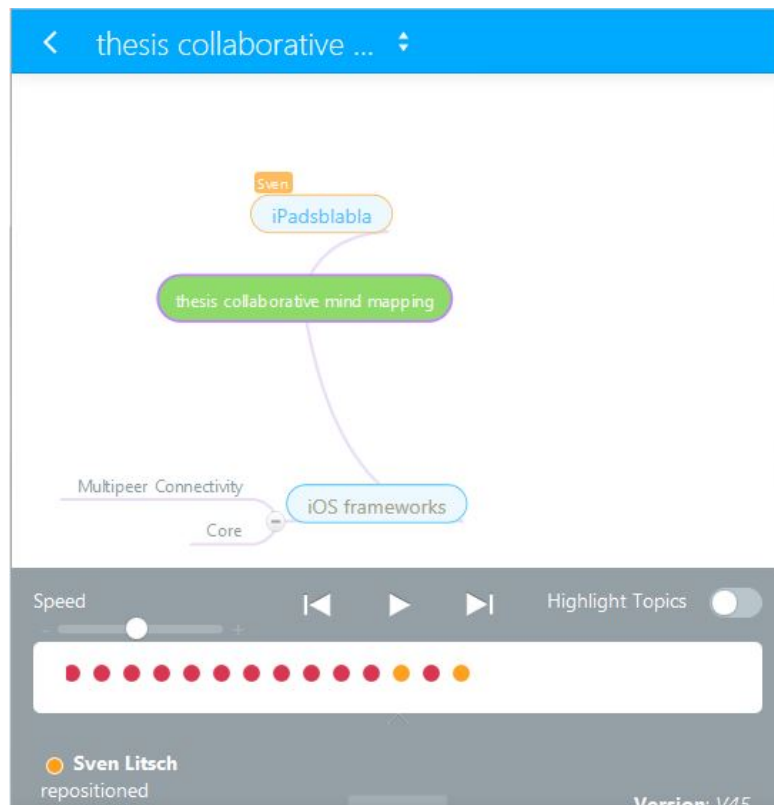 thesis collaborative ...
Sven
iPadsblabla
thesis collaborative mind mapping
Multipeer Connectivity
iOS frameworks
Core
Speed
Highlight Topics
- +
Sven Litsch
repositioned
Version: V45